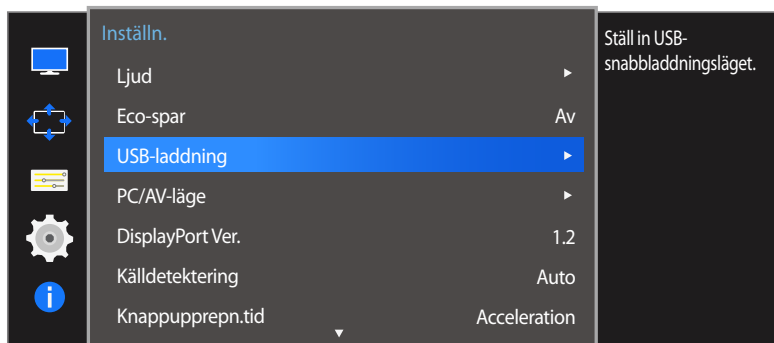 Inställn.
Ljud
Eco-spar Av
USB-laddning
PC/AV-läge
DisplayPort Ver. 1.2
Källdetektering Auto
Knappupprepn.tid Acceleration
Ställ in USB-
snabbladdningsläget.